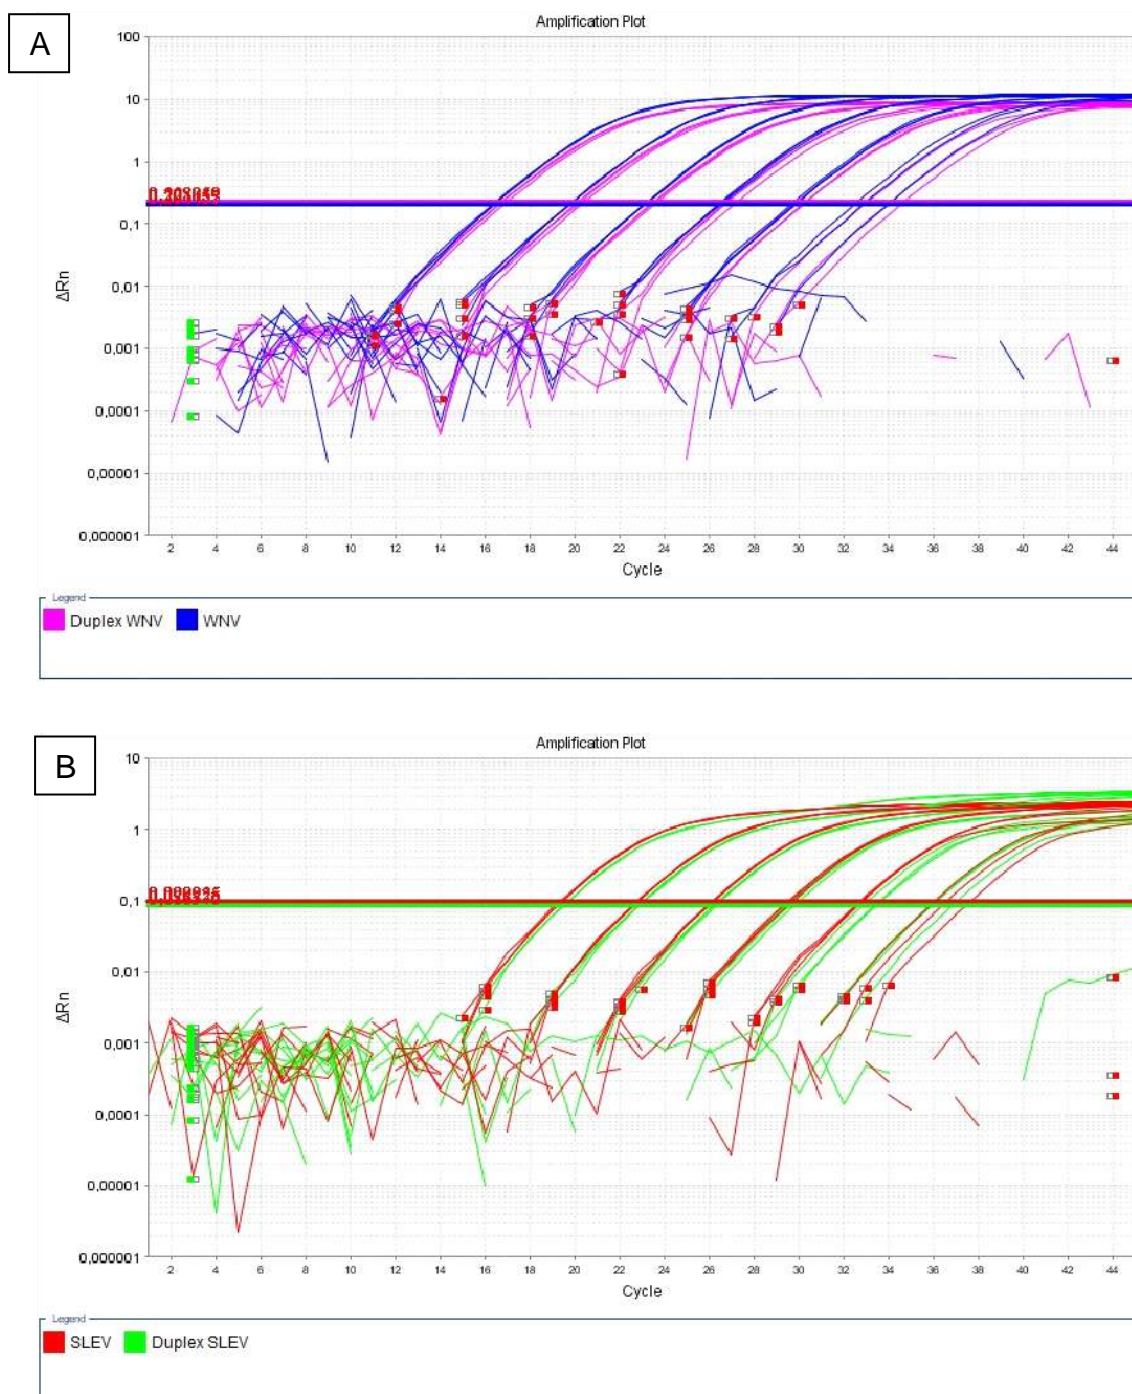 A
Amplification Plot
100
10
1
0,1
0,01
0,001
0,0001
0,00001
0,000001
ΔRn
2 4 6 8 10 12 14 16 18 20 22 24 26 28 30 32 34 36 38 40 42 44
Cycle
Legend
Duplex WNV WNV
B
Amplification Plot
10
1
0,1
0,01
0,001
0,0001
0,00001
0,000001
ΔRn
2 4 6 8 10 12 14 16 18 20 22 24 26 28 30 32 34 36 38 40 42 44
Cycle
Legend
SLEV Duplex SLEV